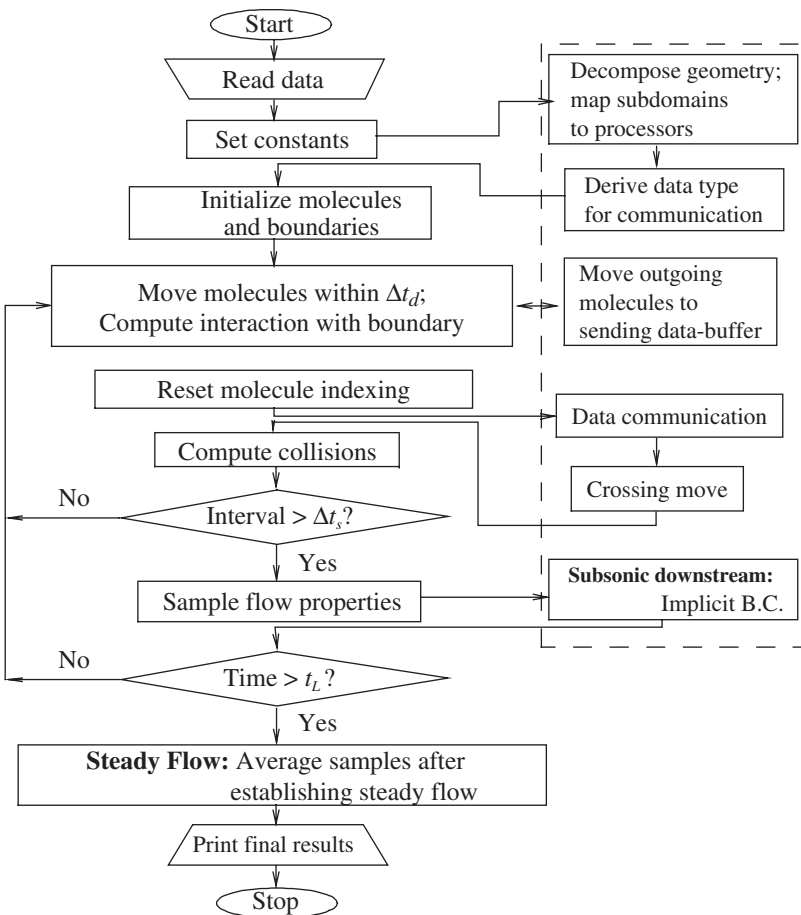 Start
Read data
Set constants
Decompose geometry;
map subdomains
to processors
Derive data type
for communication
Initialize molecules
and boundaries
Move molecules within Δt_d;
Compute interaction with boundary
Move outgoing
molecules to
sending data-buffer
Reset molecule indexing
Data communication
Compute collisions
Crossing move
No
Interval > Δt_s?
Yes
Sample flow properties
Subsonic downstream:
Implicit B.C.
No
Time > t_L?
Yes
Steady Flow: Average samples after
establishing steady flow
Print final results
Stop